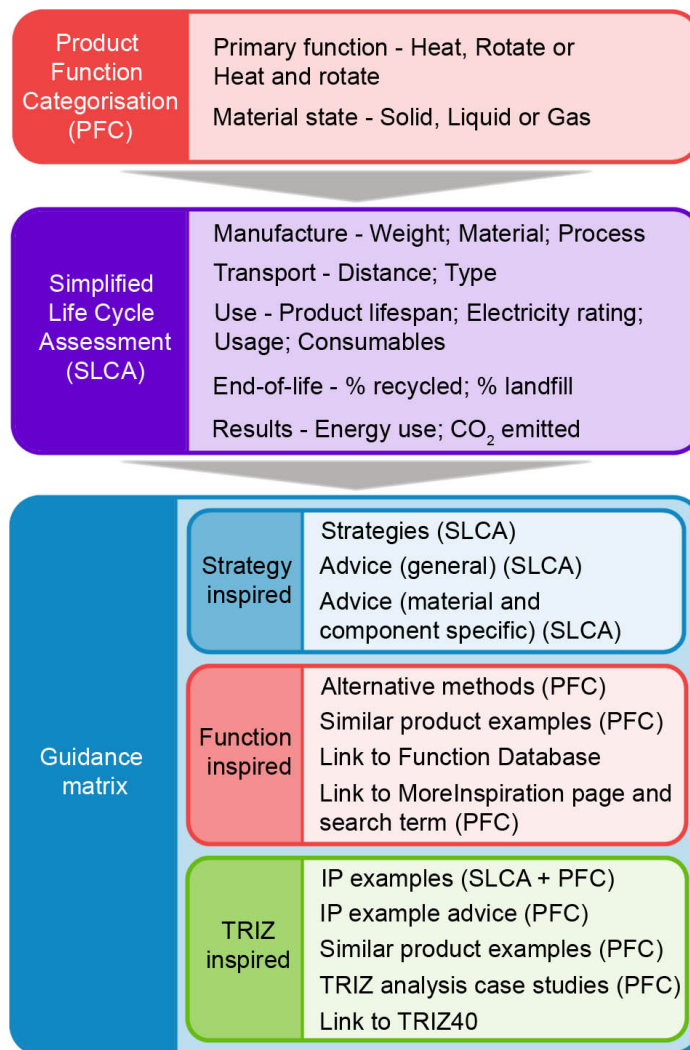 Product
Function
Categorisation
(PFC)
Primary function - Heat, Rotate or
Heat and rotate
Material state - Solid, Liquid or Gas
Simplified
Life Cycle
Assessment
(SLCA)
Manufacture - Weight; Material; Process
Transport - Distance; Type
Use - Product lifespan; Electricity rating;
Usage; Consumables
End-of-life - % recycled; % landfill
Results - Energy use; CO₂ emitted
Guidance
matrix
Strategy
inspired
Strategies (SLCA)
Advice (general) (SLCA)
Advice (material and
component specific) (SLCA)
Function
inspired
Alternative methods (PFC)
Similar product examples (PFC)
Link to Function Database
Link to MoreInspiration page and
search term (PFC)
TRIZ
inspired
IP examples (SLCA + PFC)
IP example advice (PFC)
Similar product examples (PFC)
TRIZ analysis case studies (PFC)
Link to TRIZ40